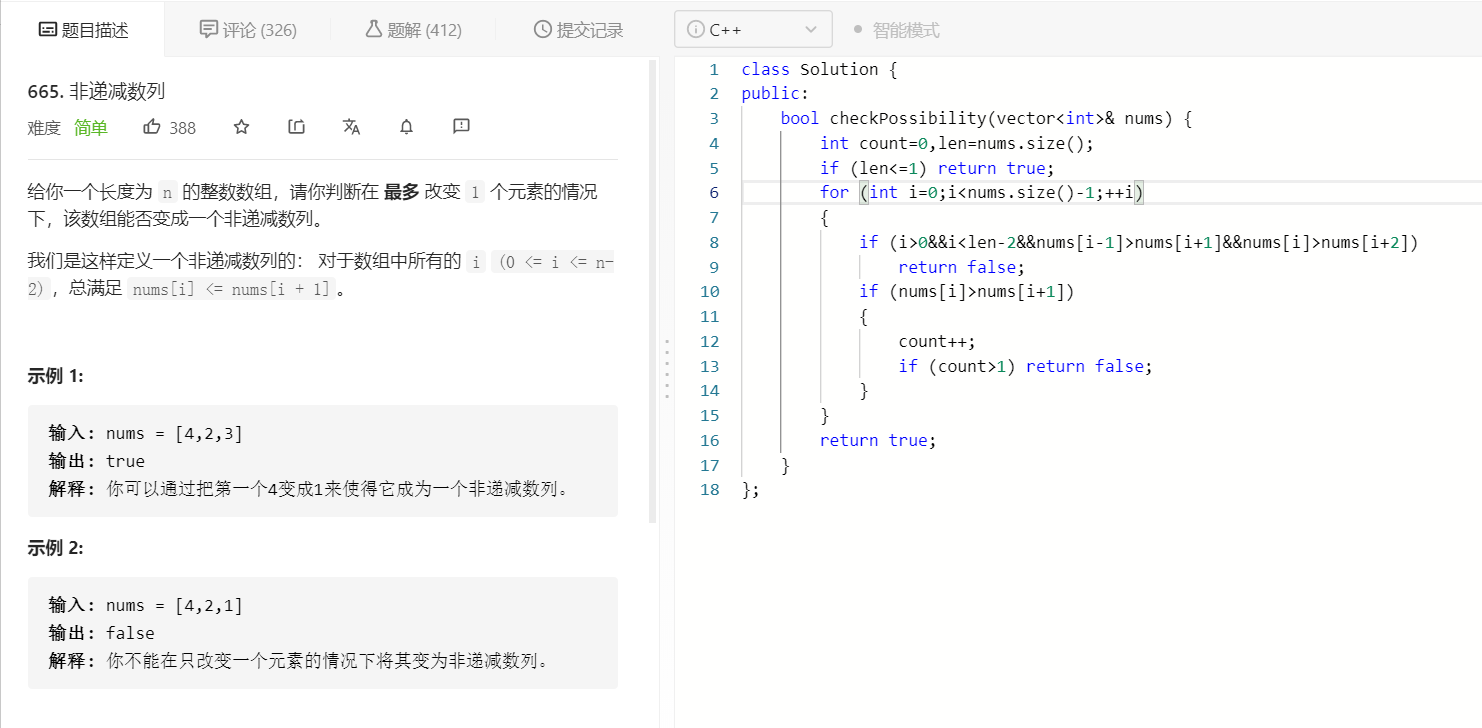 题目描述
评论 (326)
题解 (412)
提交记录
C++
智能模式
665. 非递减数列
难度 简单 388
给你一个长度为 n 的整数数组，请你判断在 最多 改变 1 个元素的情况
下，该数组能否变成一个非递减数列。
我们是这样定义一个非递减数列的： 对于数组中所有的 i (0 <= i <= n-
2)，总满足 nums[i] <= nums[i + 1]。
示例 1:
输入: nums = [4,2,3]
输出: true
解释: 你可以通过把第一个4变成1来使得它成为一个非递减数列。
示例 2:
输入: nums = [4,2,1]
输出: false
解释: 你不能在只改变一个元素的情况下将其变为非递减数列。
1 class Solution {
2 public:
3     bool checkPossibility(vector<int>& nums) {
4         int count=0,len=nums.size();
5         if (len<=1) return true;
6         for (int i=0;i<nums.size()-1;++i)
7         {
8             if (i>0&&i<len-2&&nums[i-1]>nums[i+1]&&nums[i]>nums[i+2])
9                 return false;
10             if (nums[i]>nums[i+1])
11             {
12                 count++;
13                 if (count>1) return false;
14             }
15         }
16         return true;
17     }
18 };